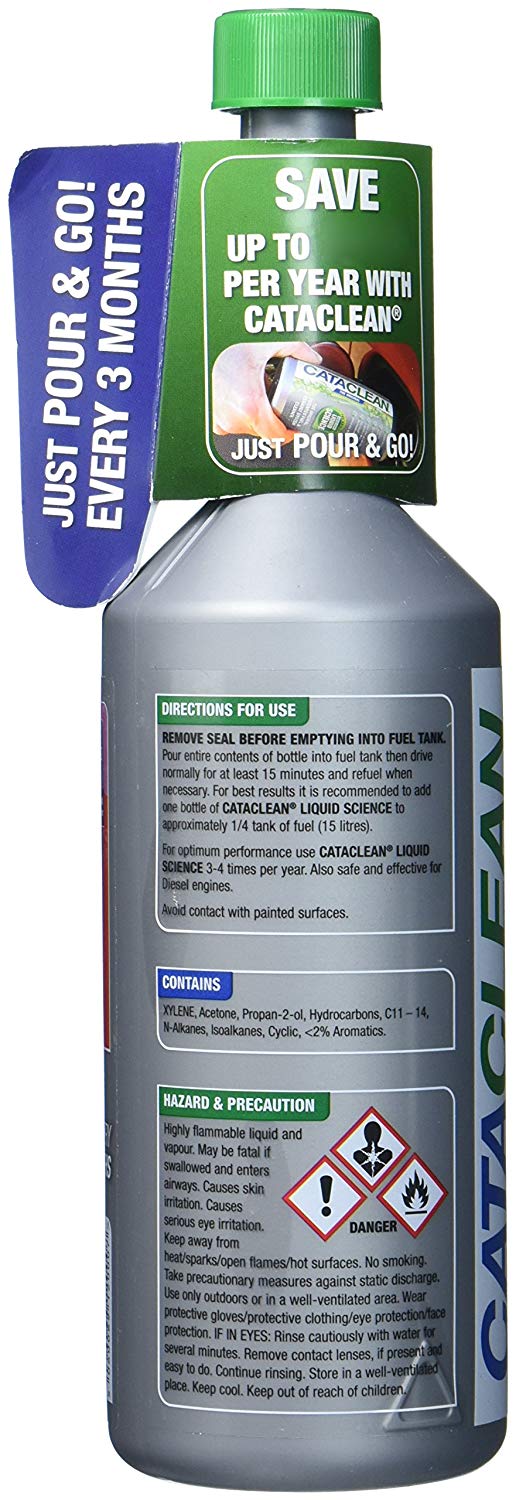 JUST POUR & GO!
EVERY 3 MONTHS
SAVE
UP TO
PER YEAR WITH
CATACLEAN®
CATACLEAN
JUST POUR & GO!
DIRECTIONS FOR USE
REMOVE SEAL BEFORE EMPTYING INTO FUEL TANK.
Pour entire contents of bottle into fuel tank then drive
normally for at least 15 minutes and refuel when
necessary. For best results it is recommended to add
one bottle of CATACLEAN® LIQUID SCIENCE to
approximately 1/4 tank of fuel (15 litres).
For optimum performance use CATACLEAN® LIQUID
SCIENCE 3-4 times per year. Also safe and effective for
Diesel engines.
Avoid contact with painted surfaces.
CONTAINS
XYLENE, Acetone, Propan-2-ol, Hydrocarbons, C11 – 14,
N-Alkanes, Isoalkanes, Cyclic, <2% Aromatics.
HAZARD & PRECAUTION
Highly flammable liquid and
vapour. May be fatal if
swallowed and enters
airways. Causes skin
irritation. Causes
serious eye irritation.
Keep away from
heat/sparks/open flames/hot surfaces. No smoking.
Take precautionary measures against static discharge.
Use only outdoors or in a well-ventilated area. Wear
protective gloves/protective clothing/eye protection/face
protection. IF IN EYES: Rinse cautiously with water for
several minutes. Remove contact lenses, if present and
easy to do. Continue rinsing. Store in a well-ventilated
place. Keep cool. Keep out of reach of children.
DANGER
CATACLEAN